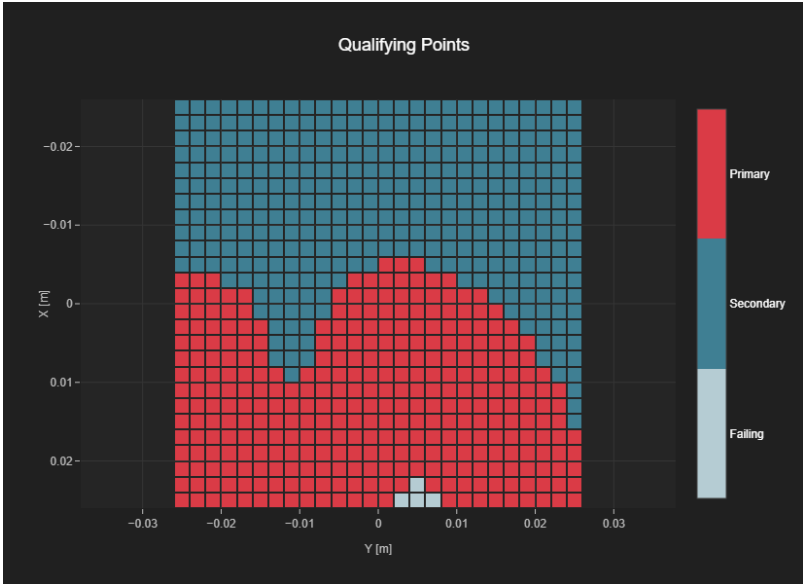 Qualifying Points
−0.02
−0.01
0
0.01
0.02
X [m]
−0.03
−0.02
−0.01
0
0.01
0.02
0.03
Y [m]
Primary
Secondary
Failing